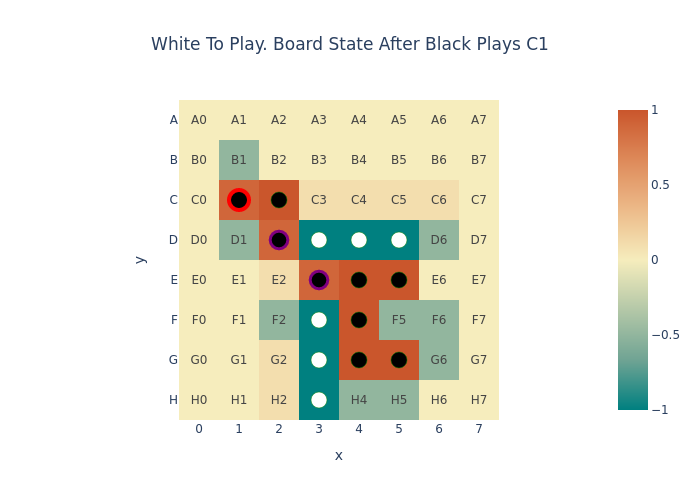 White To Play. Board State After Black Plays C1
A A0 A1 A2 A3 A4 A5 A6 A7
B B0 B1 B2 B3 B4 B5 B6 B7
C C0 C3 C4 C5 C6 C7
D D0 D1 D6 D7
E E0 E1 E2 E6 E7
F F0 F1 F2 F5 F6 F7
G G0 G1 G2 G6 G7
H H0 H1 H2 H4 H5 H6 H7
0 1 2 3 4 5 6 7
x
y
1
0.5
0
−0.5
−1